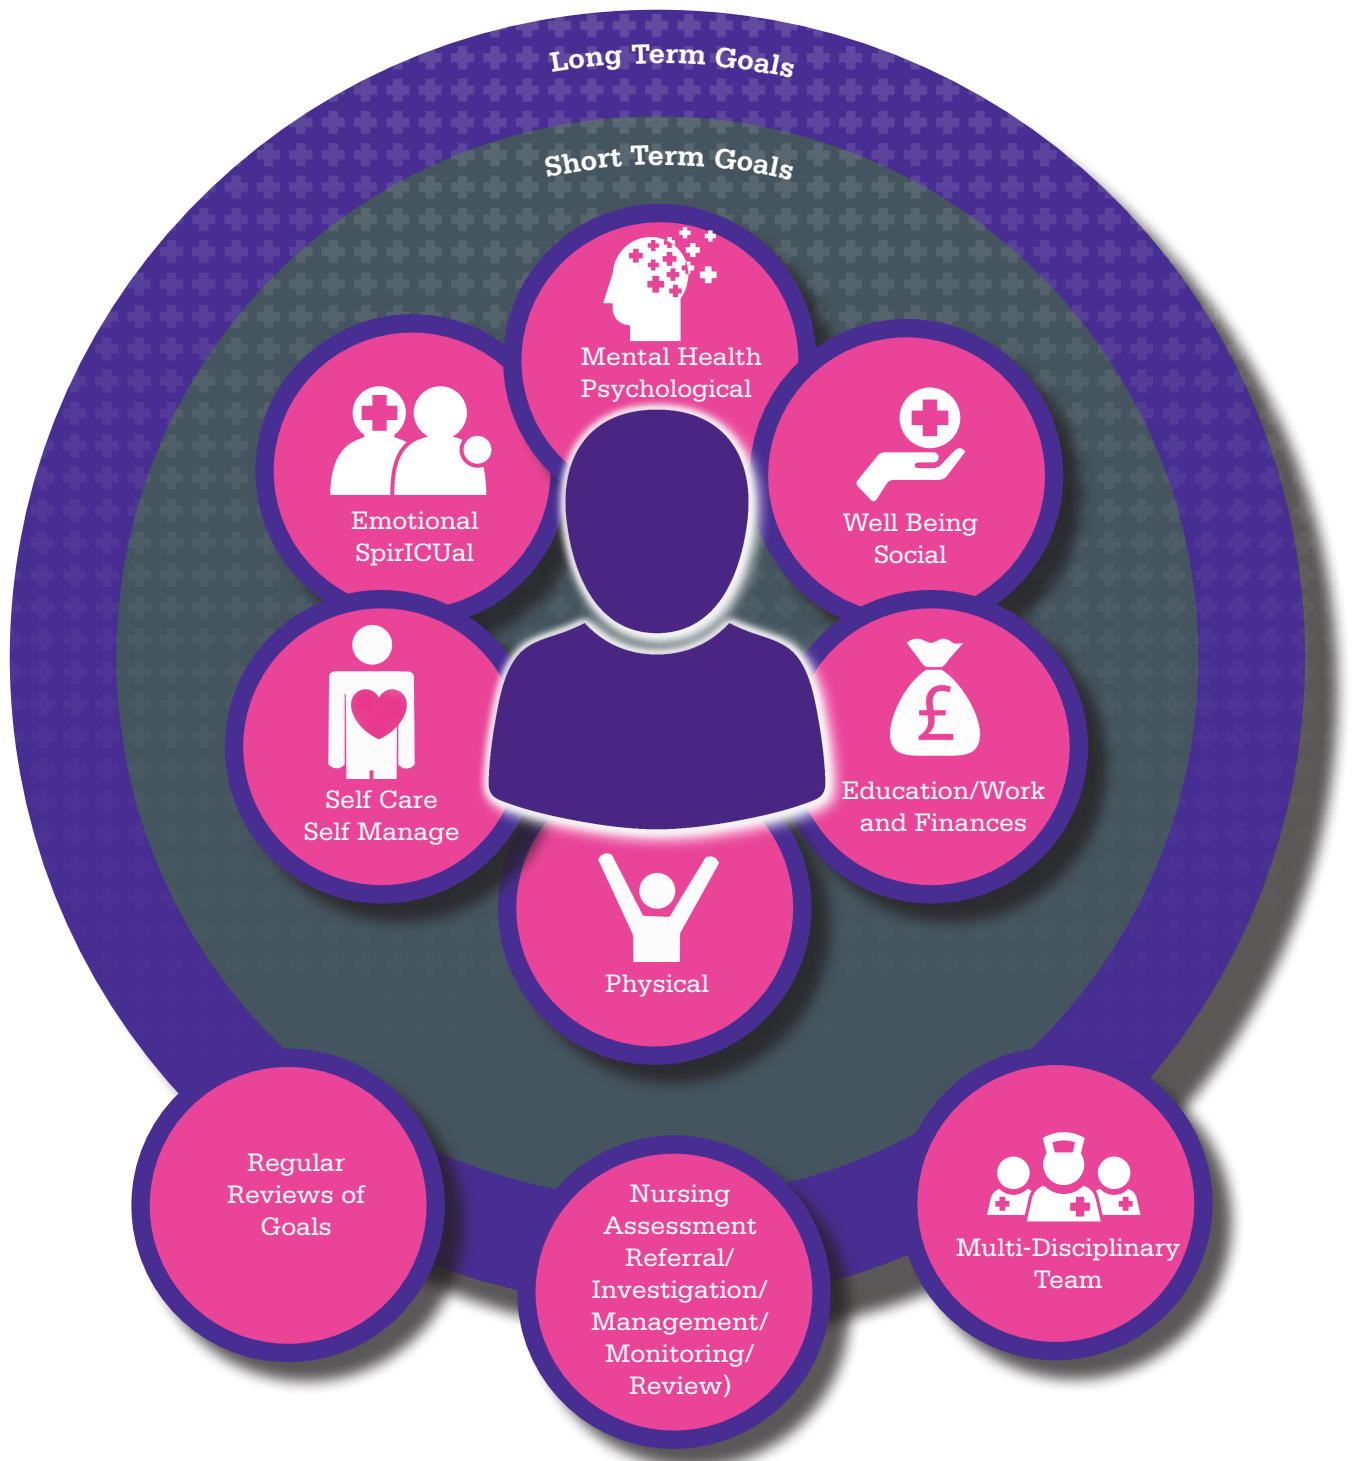 Long Term Goals
Short Term Goals
Mental Health
Psychological
Emotional
SpirICUal
Well Being
Social
Self Care
Self Manage
£
Education/Work
and Finances
Physical
Regular
Reviews of
Goals
Nursing
Assessment
Referral/
Investigation/
Management/
Monitoring/
Review)
Multi-Disciplinary
Team